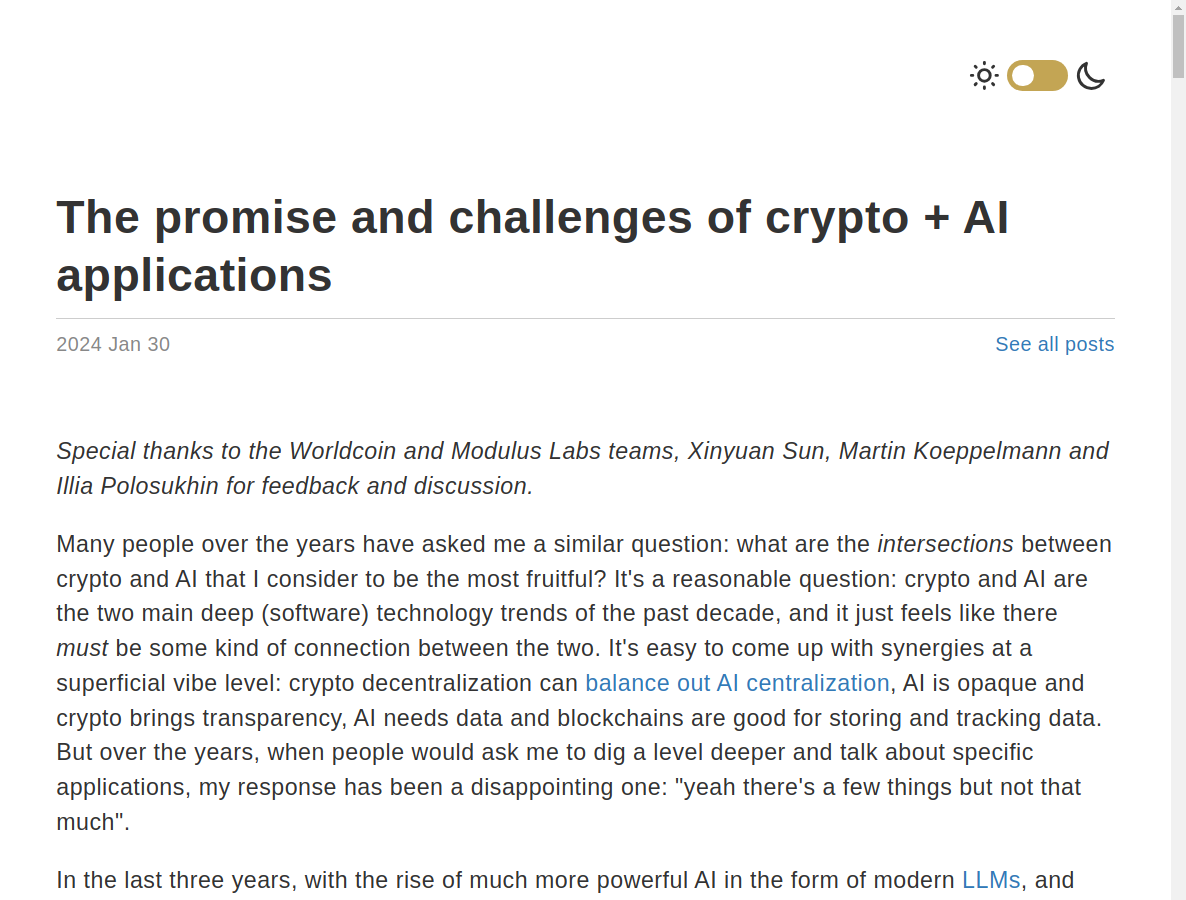 The promise and challenges of crypto + AI
applications
2024 Jan 30
See all posts
Special thanks to the Worldcoin and Modulus Labs teams, Xinyuan Sun, Martin Koeppelmann and
Illia Polosukhin for feedback and discussion.
Many people over the years have asked me a similar question: what are the intersections between
crypto and AI that I consider to be the most fruitful? It's a reasonable question: crypto and AI are
the two main deep (software) technology trends of the past decade, and it just feels like there
must be some kind of connection between the two. It's easy to come up with synergies at a
superficial vibe level: crypto decentralization can balance out AI centralization, AI is opaque and
crypto brings transparency, AI needs data and blockchains are good for storing and tracking data.
But over the years, when people would ask me to dig a level deeper and talk about specific
applications, my response has been a disappointing one: "yeah there's a few things but not that
much".
In the last three years, with the rise of much more powerful AI in the form of modern LLMs, and